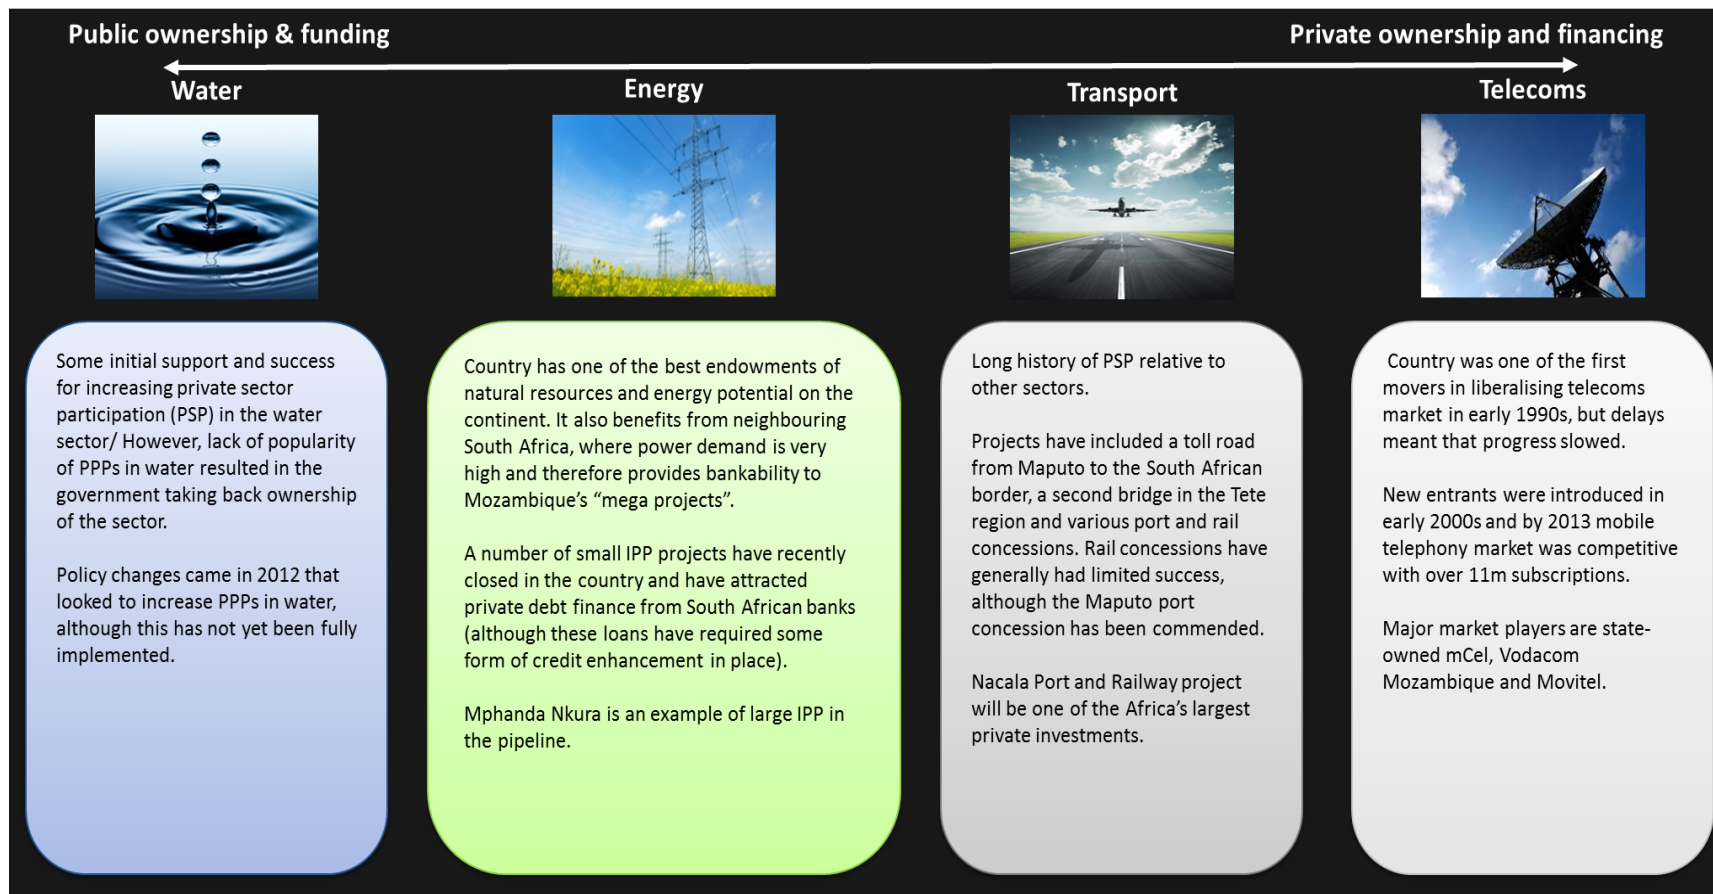 Public ownership & funding
Private ownership and financing
Water
Energy
Transport
Telecoms
Some initial support and success
for increasing private sector
participation (PSP) in the water
sector/ However, lack of popularity
of PPPs in water resulted in the
government taking back ownership
of the sector.
Policy changes came in 2012 that
looked to increase PPPs in water,
although this has not yet been fully
implemented.
Country has one of the best endowments of
natural resources and energy potential on the
continent. It also benefits from neighbouring
South Africa, where power demand is very
high and therefore provides bankability to
Mozambique’s “mega projects”.
A number of small IPP projects have recently
closed in the country and have attracted
private debt finance from South African banks
(although these loans have required some
form of credit enhancement in place).
Mphanda Nkura is an example of large IPP in
the pipeline.
Long history of PSP relative to
other sectors.
Projects have included a toll road
from Maputo to the South African
border, a second bridge in the Tete
region and various port and rail
concessions. Rail concessions have
generally had limited success,
although the Maputo port
concession has been commended.
Nacala Port and Railway project
will be one of the Africa’s largest
private investments.
Country was one of the first
movers in liberalising telecoms
market in early 1990s, but delays
meant that progress slowed.
New entrants were introduced in
early 2000s and by 2013 mobile
telephony market was competitive
with over 11m subscriptions.
Major market players are state-
owned mCel, Vodacom
Mozambique and Movitel.